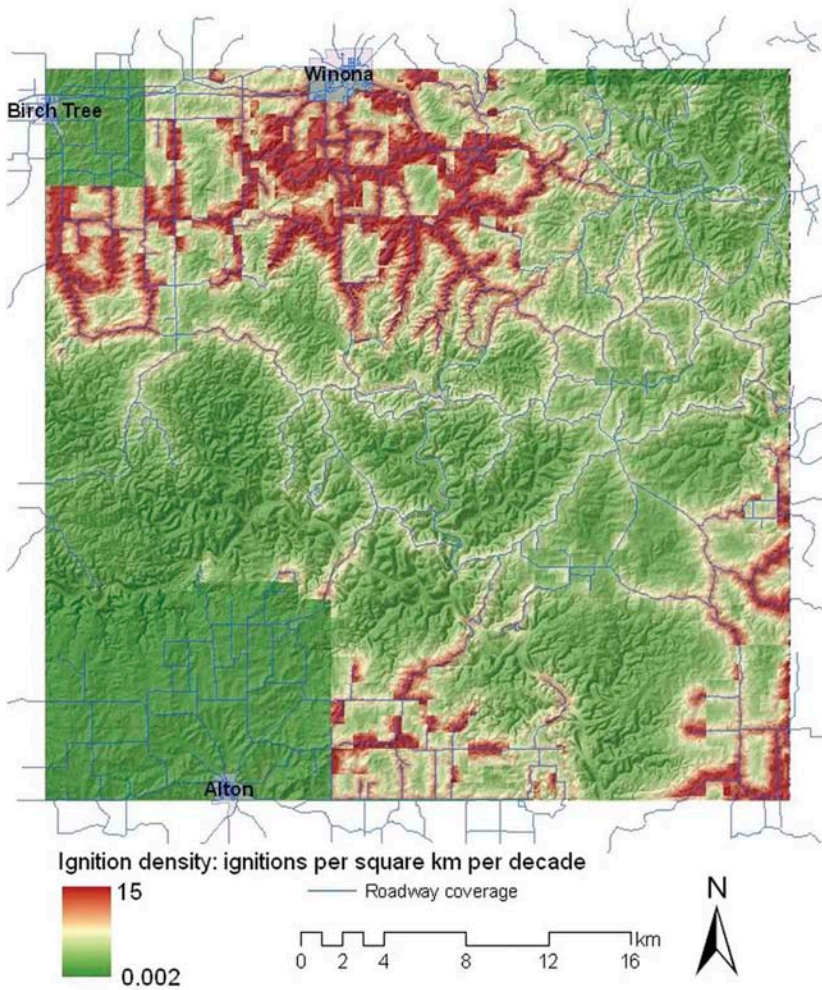 Winona
Birch Tree
Alton
Ignition density: ignitions per square km per decade
15
0.002
Roadway coverage
km
0 2 4 8 12 16
N